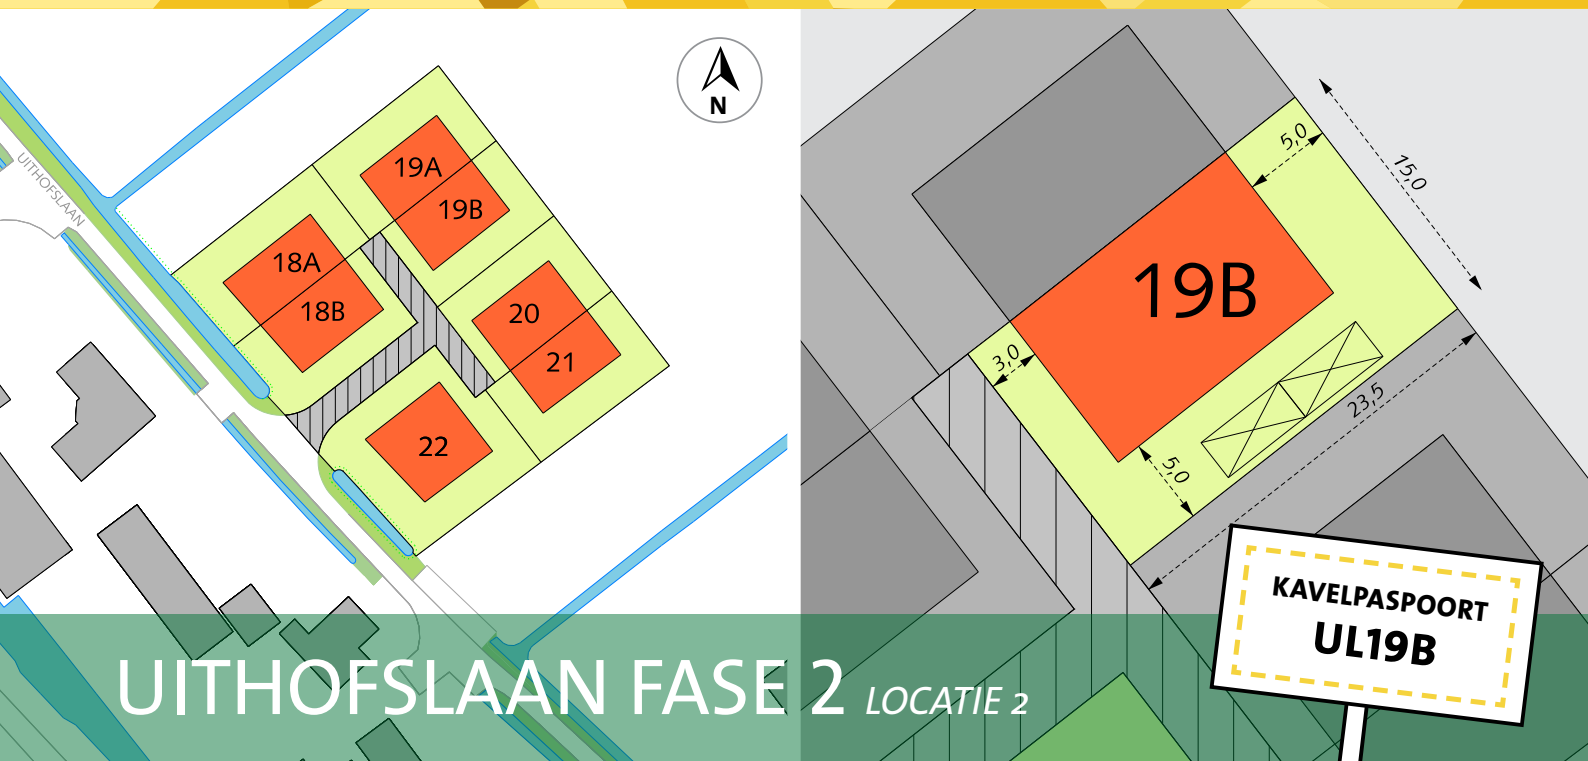 UITHOFSLAAN
N
19A
19B
18A
18B
20
21
22
5,0
15,0
19B
3,0
23,5
5,0
KAVELPASPOORT
UL19B
UITHOFSLAAN FASE 2 LOCATIE 2